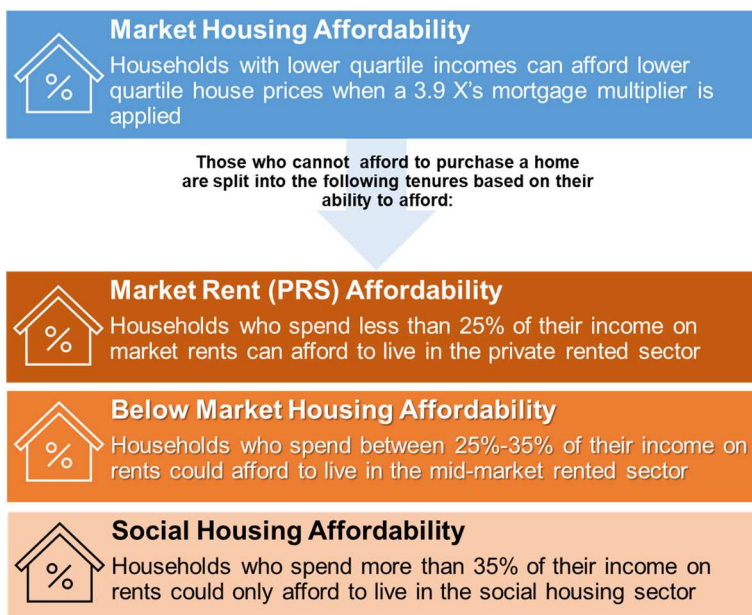 Market Housing Affordability
Households with lower quartile incomes can afford lower
quartile house prices when a 3.9 X's mortgage multiplier is
applied
Those who cannot afford to purchase a home
are split into the following tenures based on their
ability to afford:
Market Rent (PRS) Affordability
Households who spend less than 25% of their income on
market rents can afford to live in the private rented sector
Below Market Housing Affordability
Households who spend between 25%-35% of their income on
rents could afford to live in the mid-market rented sector
Social Housing Affordability
Households who spend more than 35% of their income on
rents could only afford to live in the social housing sector